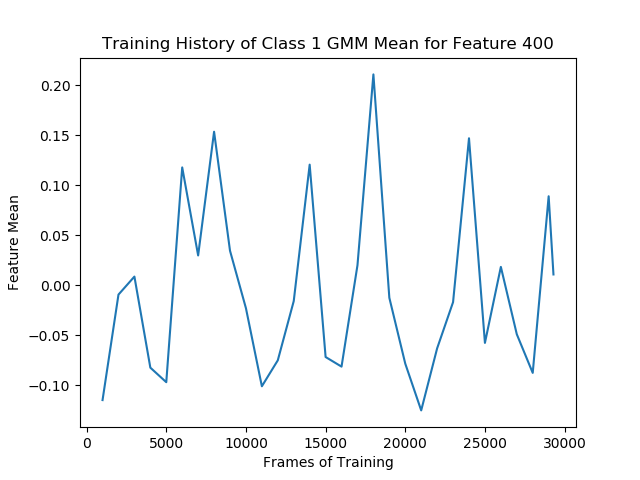 Training History of Class 1 GMM Mean for Feature 400
0.20
0.15
0.10
0.05
0.00
−0.05
−0.10
Feature Mean
0 5000 10000 15000 20000 25000 30000
Frames of Training